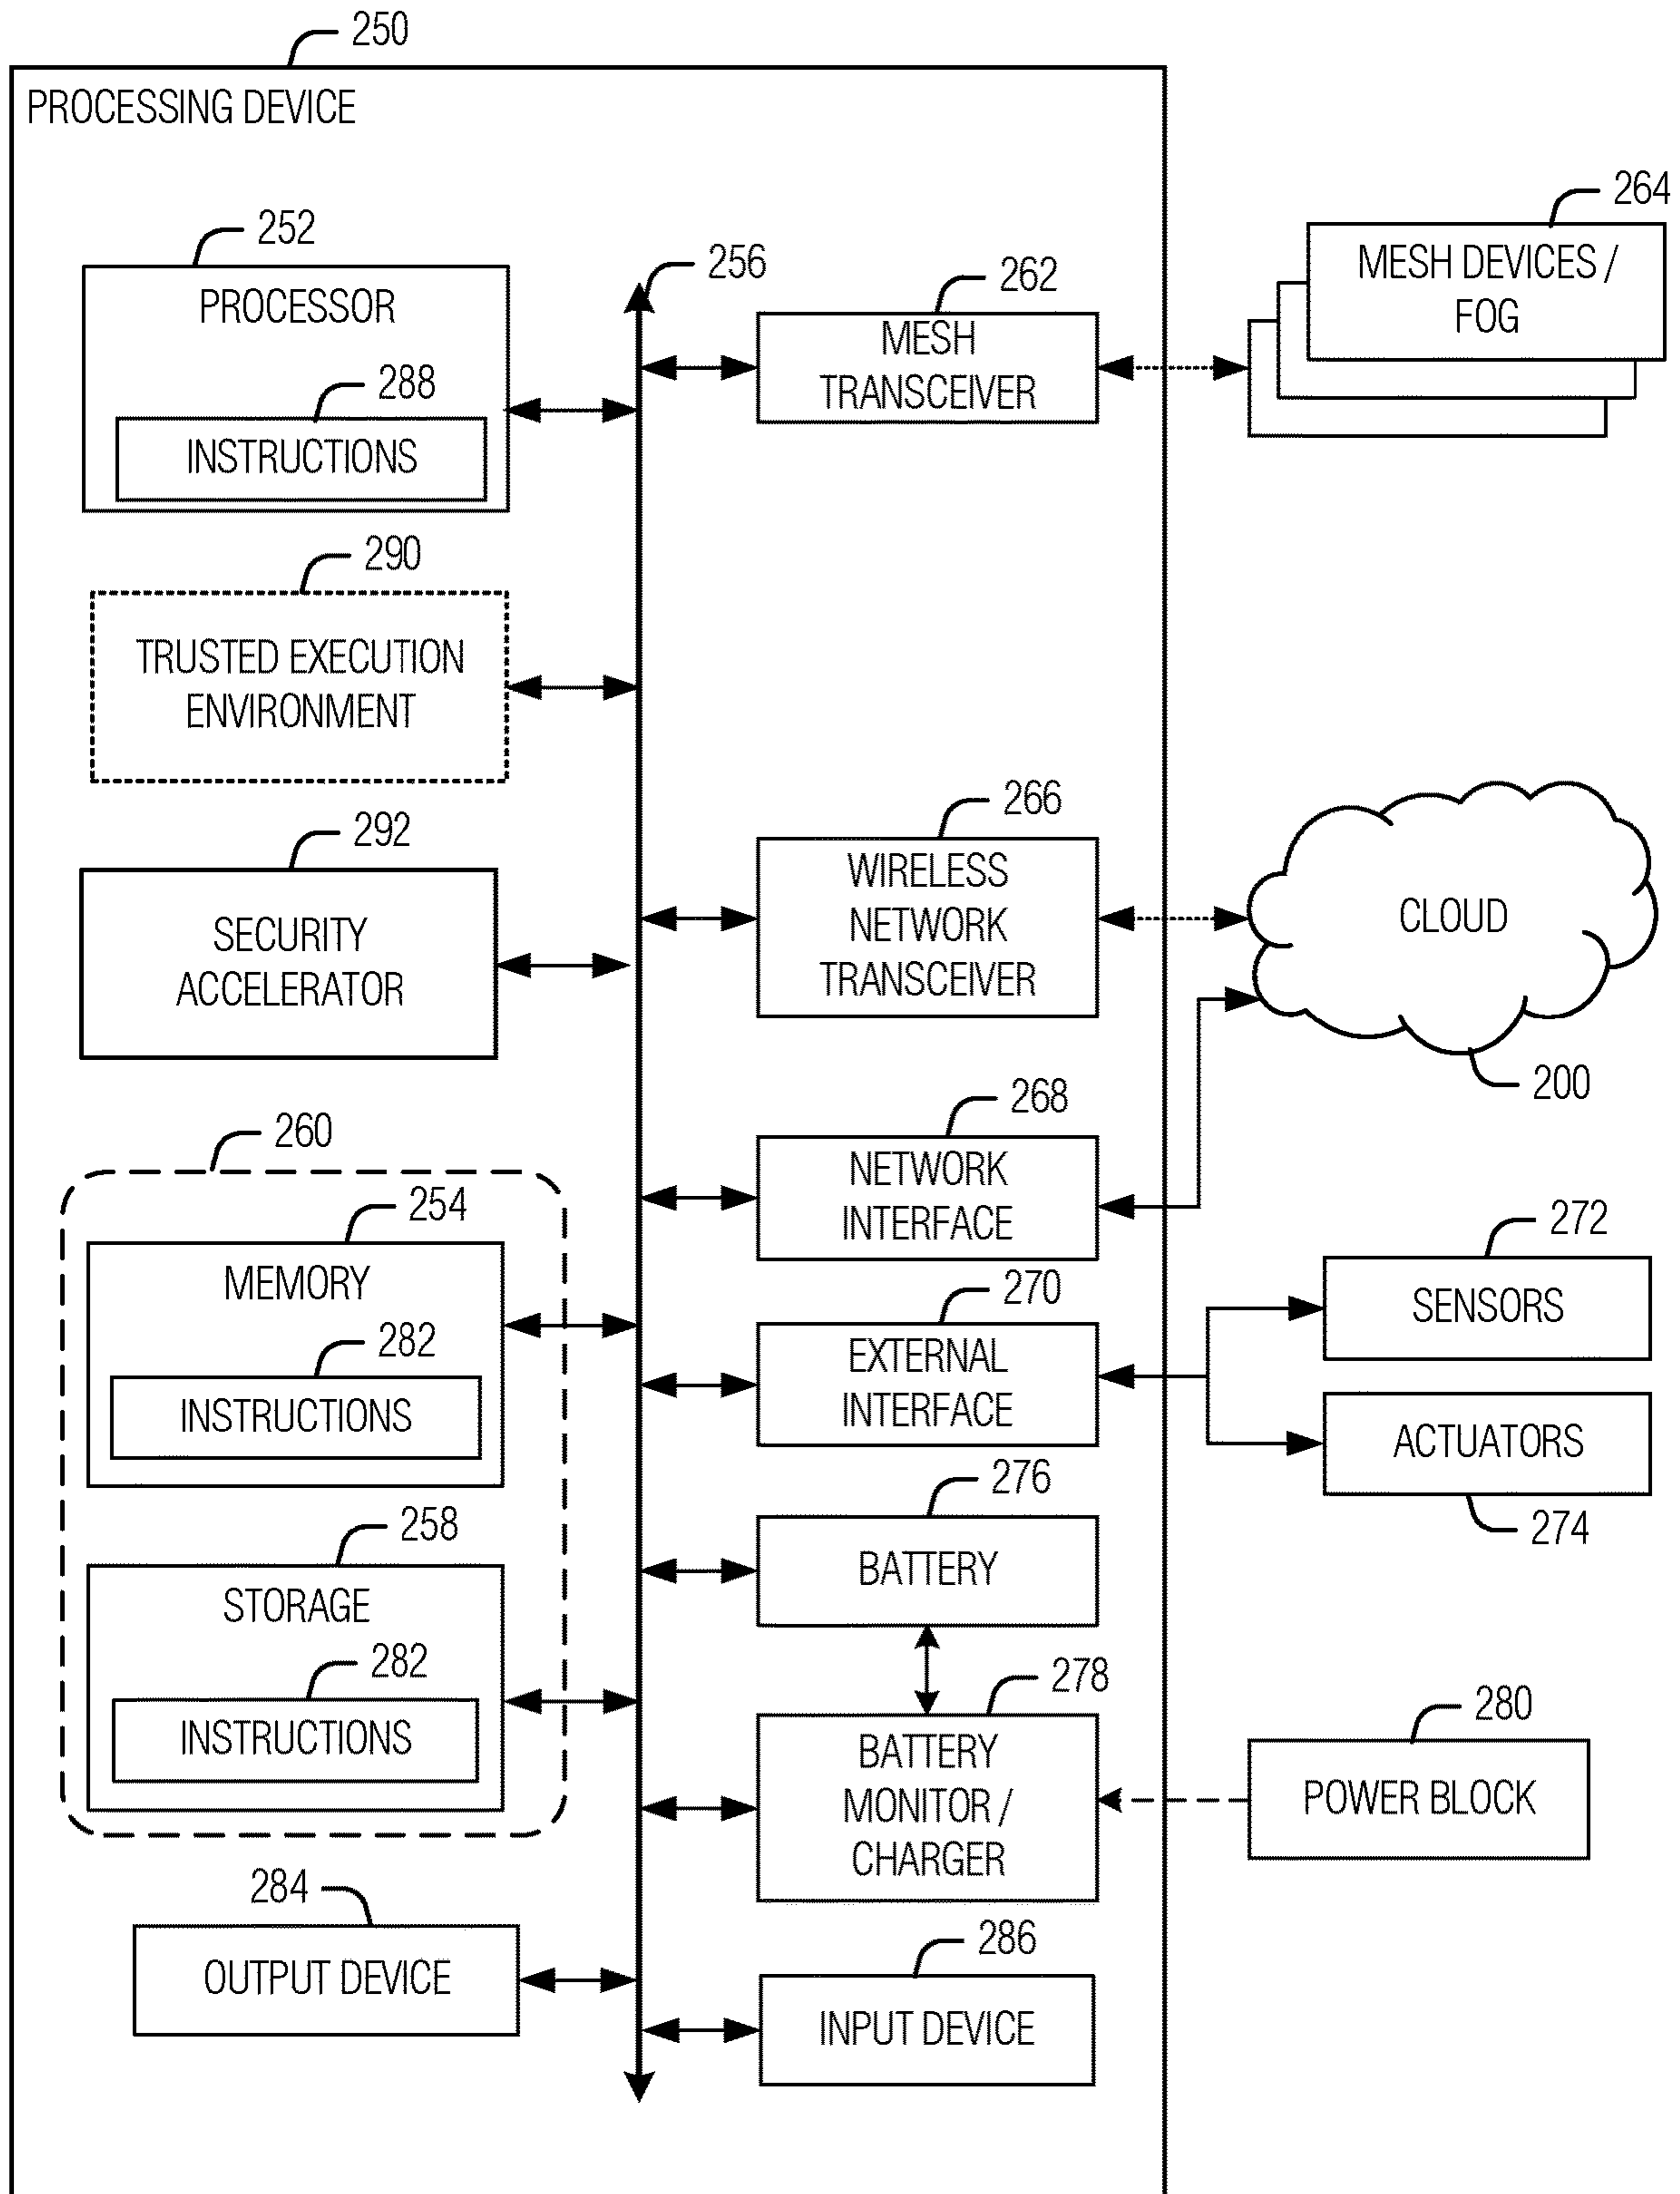 250
PROCESSING DEVICE
252
PROCESSOR
288
INSTRUCTIONS
290
TRUSTED EXECUTION
ENVIRONMENT
292
SECURITY
ACCELERATOR
260
254
MEMORY
282
INSTRUCTIONS
258
STORAGE
282
INSTRUCTIONS
284
OUTPUT DEVICE
256
262
MESH
TRANSCEIVER
266
WIRELESS
NETWORK
TRANSCEIVER
268
NETWORK
INTERFACE
270
EXTERNAL
INTERFACE
276
BATTERY
278
BATTERY
MONITOR /
CHARGER
286
INPUT DEVICE
264
MESH DEVICES /
FOG
CLOUD
200
272
SENSORS
ACTUATORS
274
280
POWER BLOCK